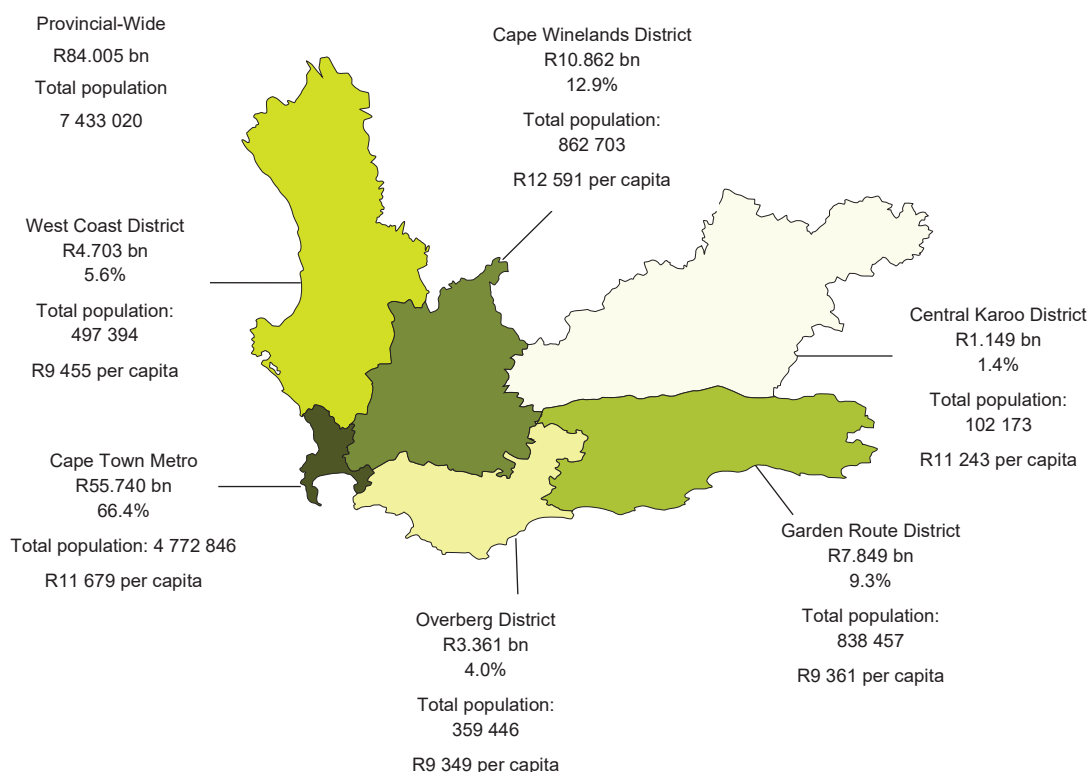 Provincial-Wide
R84.005 bn
Total population
7 433 020
Cape Winelands District
R10.862 bn
12.9%
Total population:
862 703
R12 591 per capita
West Coast District
R4.703 bn
5.6%
Total population:
497 394
R9 455 per capita
Central Karoo District
R1.149 bn
1.4%
Total population:
102 173
R11 243 per capita
Cape Town Metro
R55.740 bn
66.4%
Total population: 4 772 846
R11 679 per capita
Garden Route District
R7.849 bn
9.3%
Total population:
838 457
R9 361 per capita
Overberg District
R3.361 bn
4.0%
Total population:
359 446
R9 349 per capita